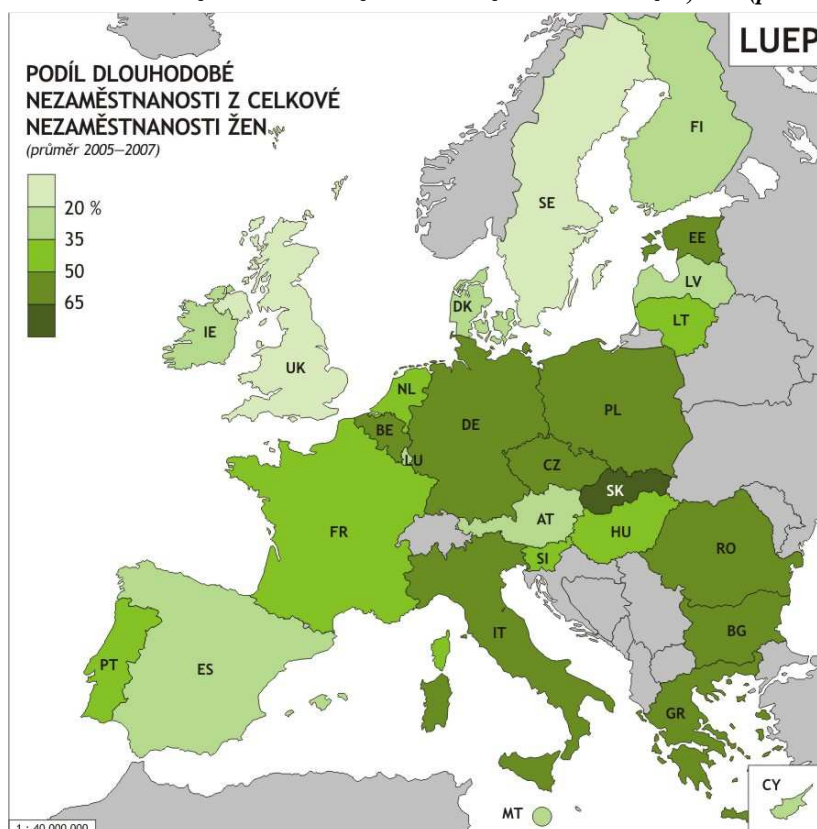 LUEP
PODÍL DLOUHODOBÉ
NEZAMĚSTNANOSTI Z CELKOVÉ
NEZAMĚSTNANOSTI ŽEN
(průměr 2005–2007)
20 %
35
50
65
FI
SE
EE
LV
LT
DK
IE
UK
NL
BE
DE
PL
LU
CZ
SK
FR
AT
HU
SI
RO
IT
BG
PT
ES
GR
MT
CY
1 : 40 000 000